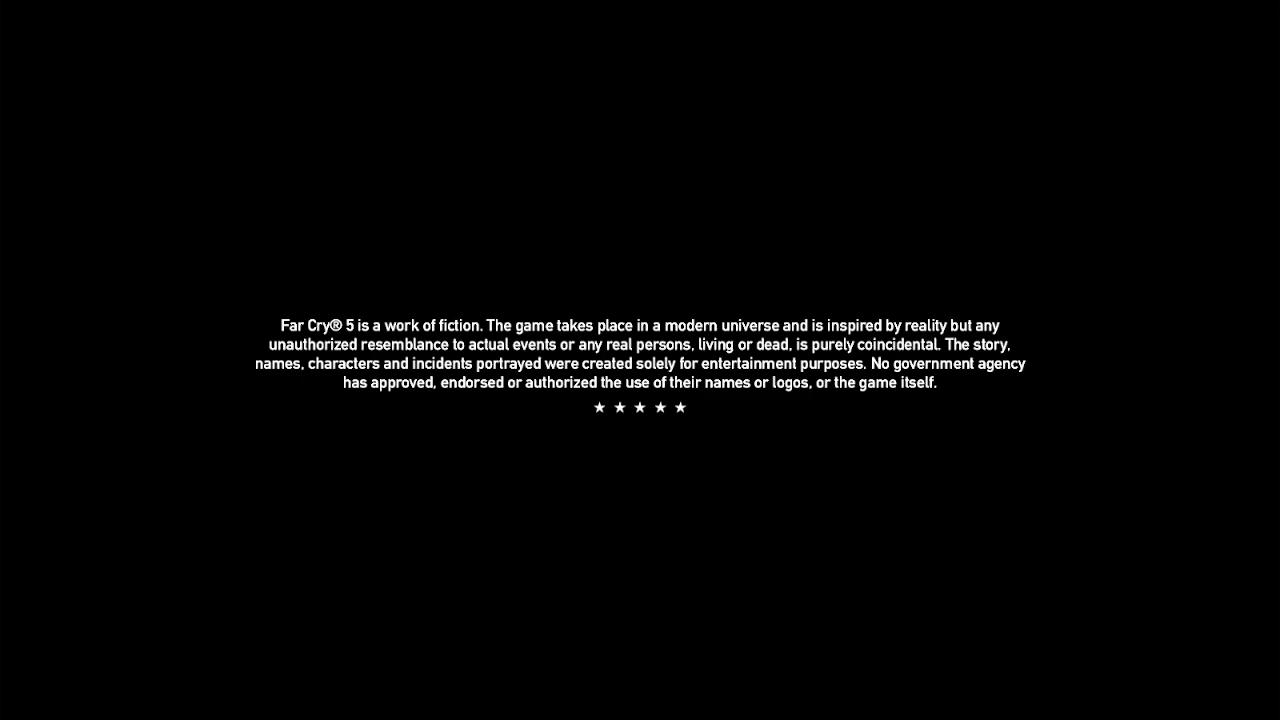 Far Cry® 5 is a work of fiction. The game takes place in a modern universe and is inspired by reality but any
unauthorized resemblance to actual events or any real persons, living or dead, is purely coincidental. The story,
names, characters and incidents portrayed were created solely for entertainment purposes. No government agency
has approved, endorsed or authorized the use of their names or logos, or the game itself.
★ ★ ★ ★ ★